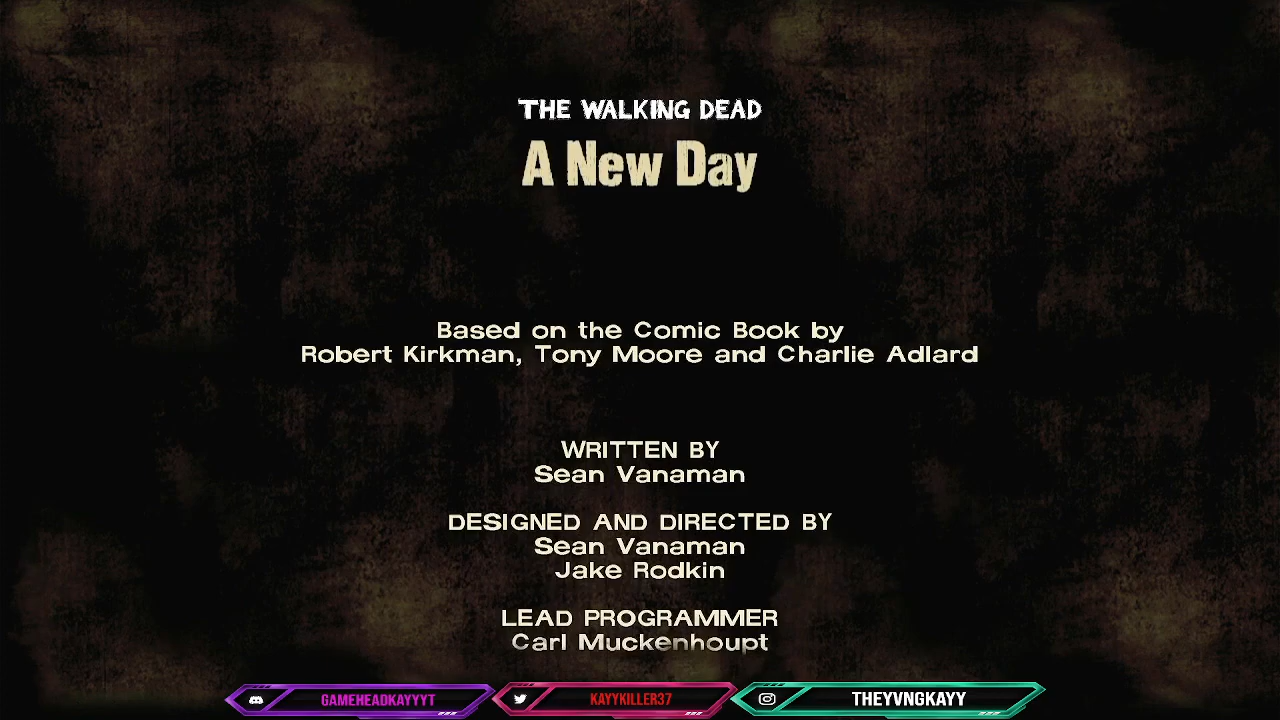 THE WALKING DEAD
A New Day
Based on the Comic Book by
Robert Kirkman, Tony Moore and Charlie Adlard
WRITTEN BY
Sean Vanaman
DESIGNED AND DIRECTED BY
Sean Vanaman
Jake Rodkin
LEAD PROGRAMMER
Carl Muckenhoupt
GAMEHEADKAYYYT KAYYKILLER37 THEYVNGKAYY